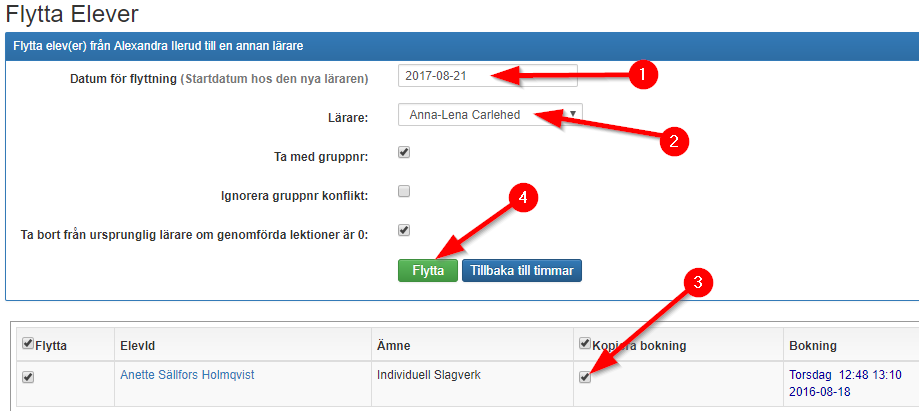 Flytta Elever
Flytta elev(er) från Alexandra Ilerud till en annan lärare
Datum för flyttning (Startdatum hos den nya läraren) 2017-08-21 1
Lärare: Anna-Lena Carlehed 2
Ta med gruppnr:
Ignorera gruppnr konflikt:
4
Ta bort från ursprunglig lärare om genomförda lektioner är 0:
Flytta Tillbaka till timmar
3
Flytta ElevId Ämne Kopiera bokning Bokning
Anette Sällfors Holmqvist Individuell Slagverk Torsdag 12:48 13:10
2016-08-18